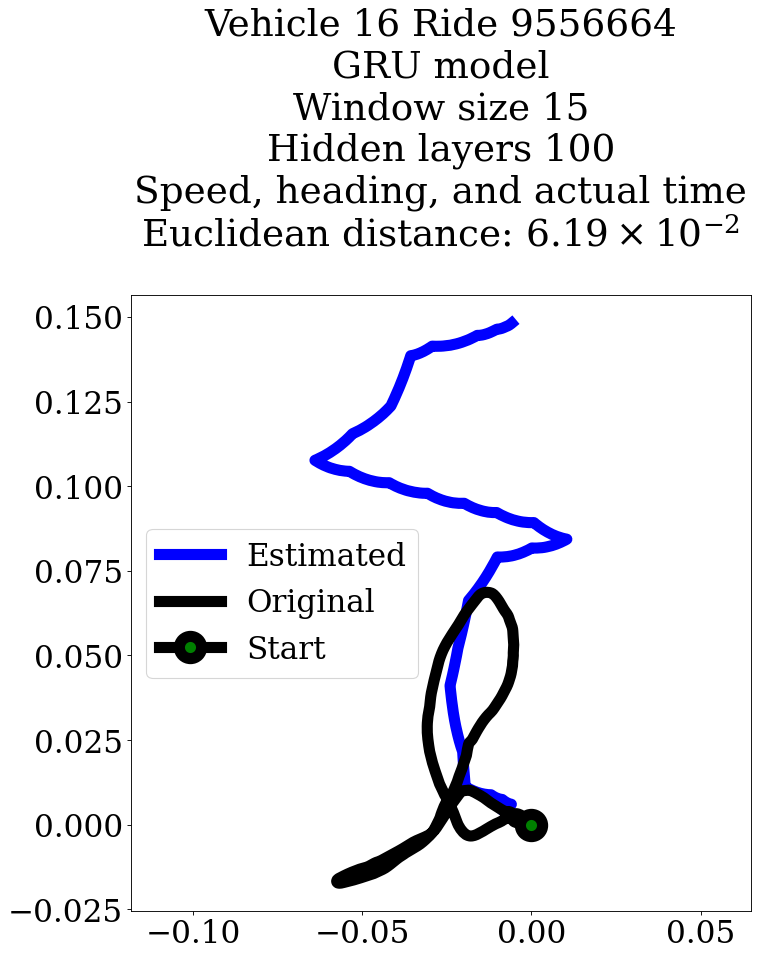 Vehicle 16 Ride 9556664
GRU model
Window size 15
Hidden layers 100
Speed, heading, and actual time
Euclidean distance: 6.19 × 10⁻²
0.150
0.125
0.100
0.075
0.050
0.025
0.000
−0.025
Estimated
Original
Start
−0.10
−0.05
0.00
0.05